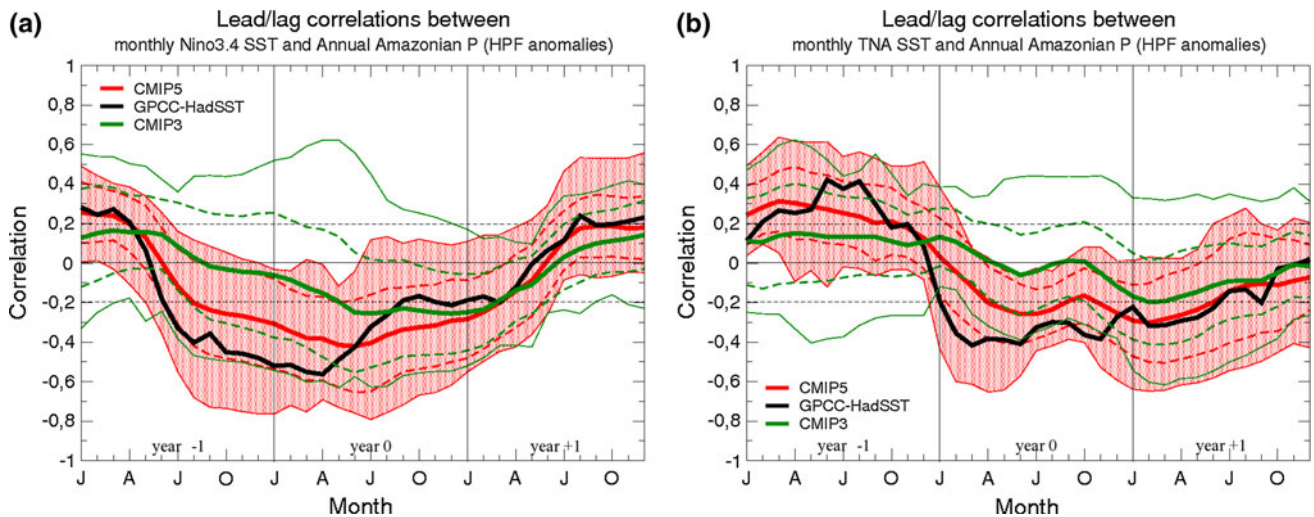 (a)
Lead/lag correlations between
monthly Nino3.4 SST and Annual Amazonian P (HPF anomalies)
1
0,8
0,6
0,4
0,2
0
-0,2
-0,4
-0,6
-0,8
-1
Correlation
CMIP5
GPCC-HadSST
CMIP3
year -1
year 0
year +1
J A J O J A J O J A J O
Month
(b)
Lead/lag correlations between
monthly TNA SST and Annual Amazonian P (HPF anomalies)
1
0,8
0,6
0,4
0,2
0
-0,2
-0,4
-0,6
-0,8
-1
Correlation
CMIP5
GPCC-HadSST
CMIP3
year -1
year 0
year +1
J A J O J A J O J A J O
Month